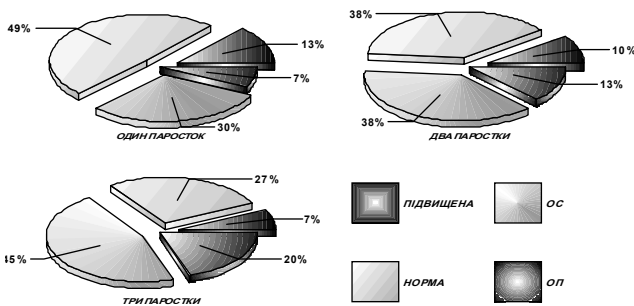 49%
13%
7%
30%
ОДИН ПАРОСТОК
38%
10%
13%
38%
ДВА ПАРОСТКИ
27%
7%
45%
20%
ТРИ ПАРОСТКИ
ПІДВИЩЕНА
ОС
НОРМА
ОП